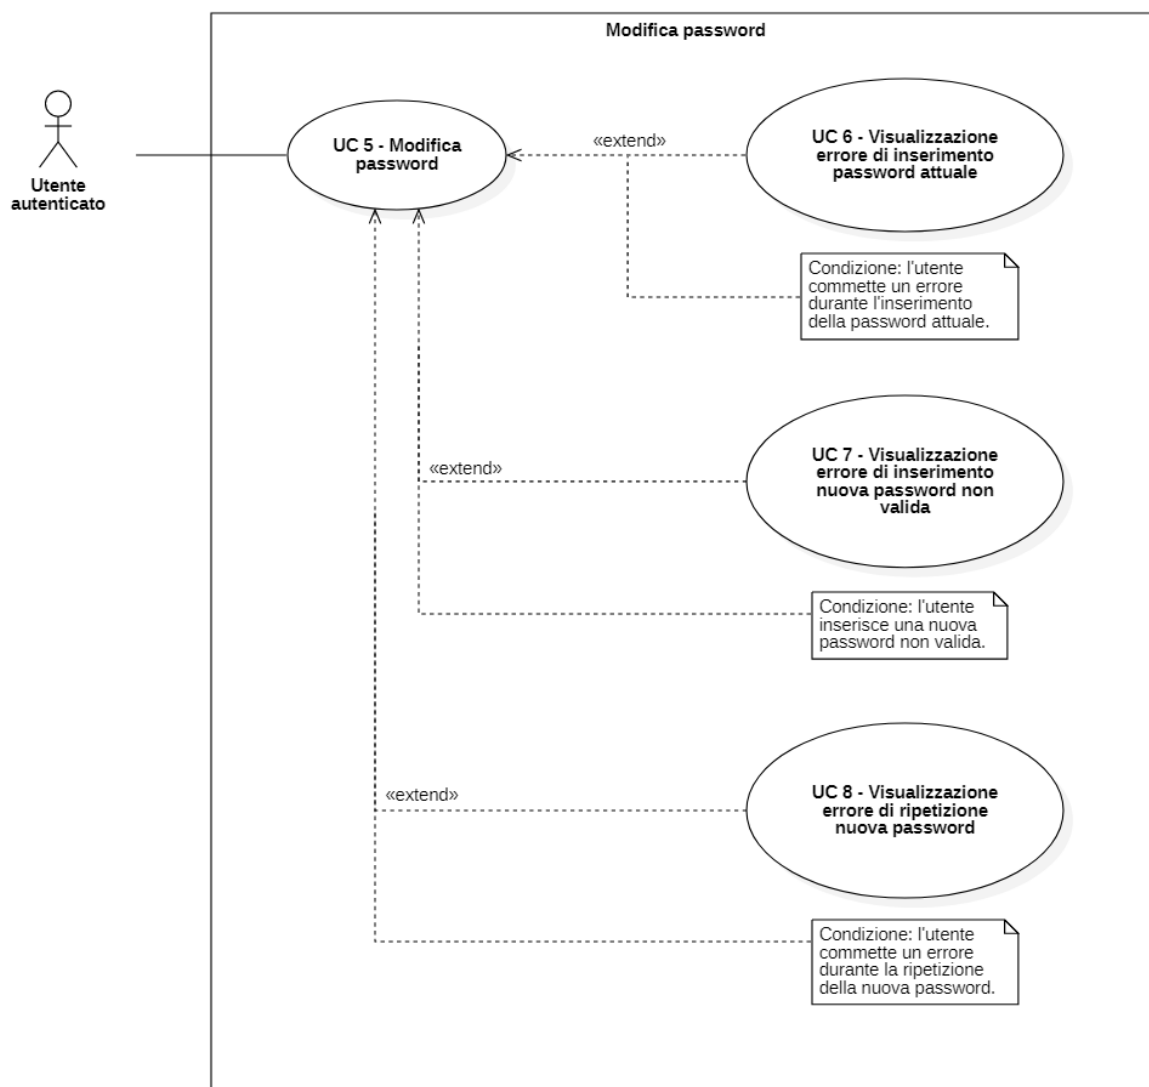 Modifica password
Utente
autenticato
UC 5 - Modifica
password
«extend»
UC 6 - Visualizzazione
errore di inserimento
password attuale
Condizione: l'utente
commette un errore
durante l'inserimento
della password attuale.
«extend»
UC 7 - Visualizzazione
errore di inserimento
nuova password non
valida
Condizione: l'utente
inserisce una nuova
password non valida.
«extend»
UC 8 - Visualizzazione
errore di ripetizione
nuova password
Condizione: l'utente
commette un errore
durante la ripetizione
della nuova password.